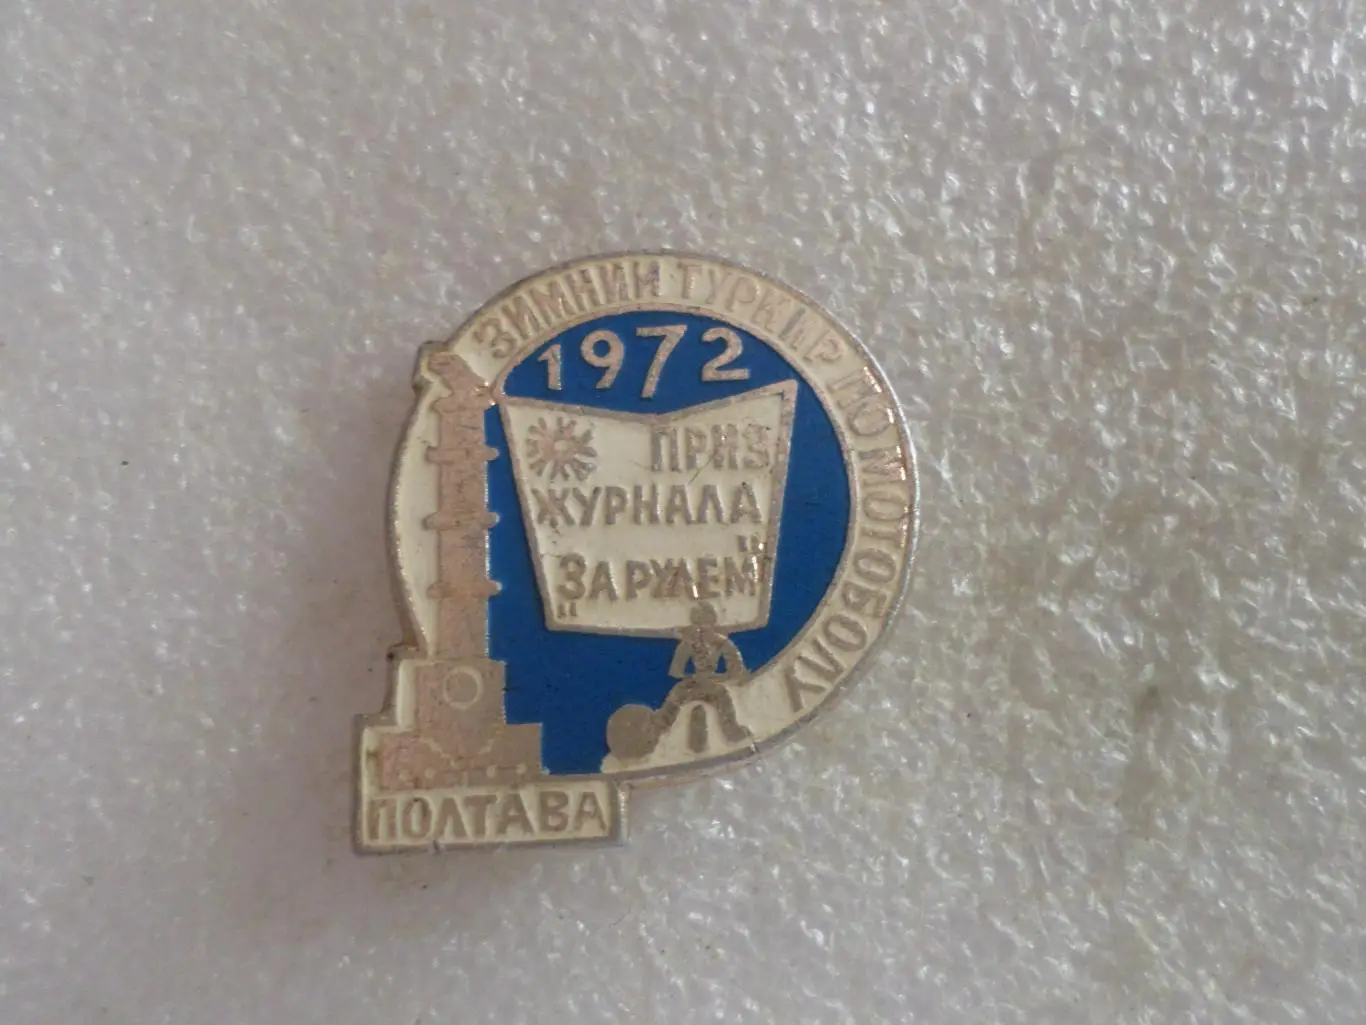 ЗИМНИЙ ТУРНИР ПО МОТОБОЛУ
1972
ПРИЗ
ЖУРНАЛА
„ЗА РУЛЕМ"
ПОЛТАВА